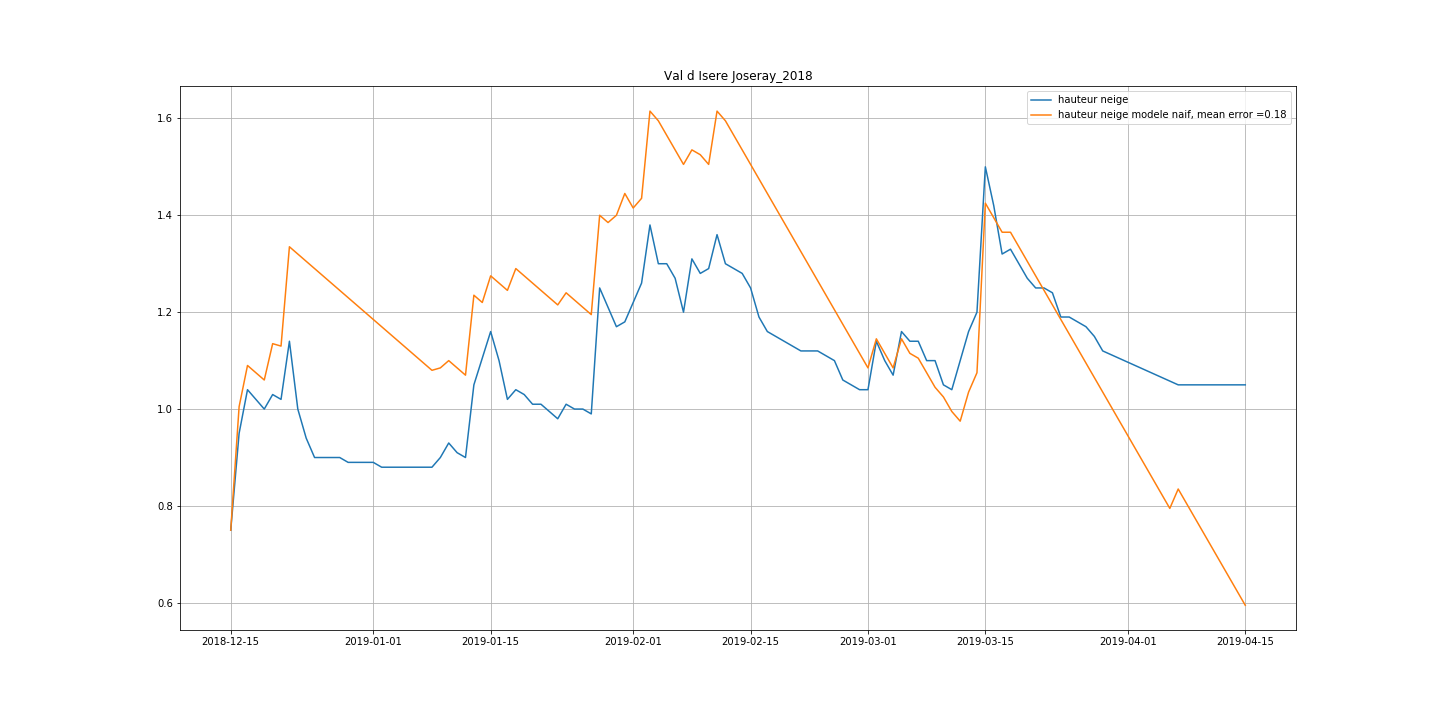 Val d Isere Joseray_2018
hauteur neige
hauteur neige modele naif, mean error =0.18
1.6
1.4
1.2
1.0
0.8
0.6
2018-12-15 2019-01-01 2019-01-15 2019-02-01 2019-02-15 2019-03-01 2019-03-15 2019-04-01 2019-04-15